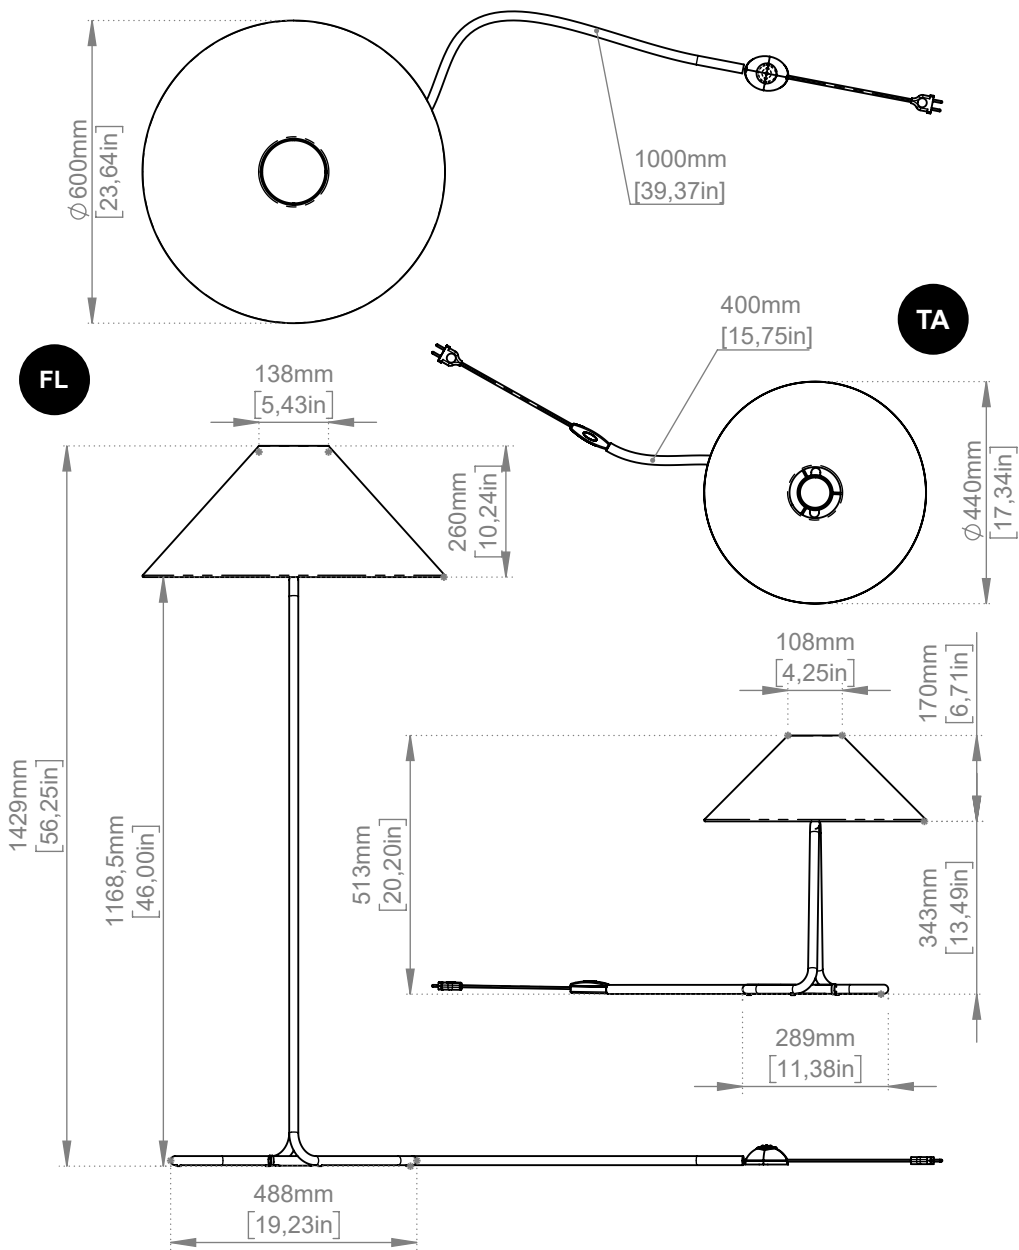 ⌀600mm
[23,64in]
1000mm
[39,37in]
400mm
[15,75in]
TA
FL
138mm
[5,43in]
260mm
[10,24in]
⌀440mm
[17,34in]
108mm
[4,25in]
170mm
[6,71in]
1429mm
[56,25in]
1168,5mm
[46,00in]
513mm
[20,20in]
343mm
[13,49in]
289mm
[11,38in]
488mm
[19,23in]